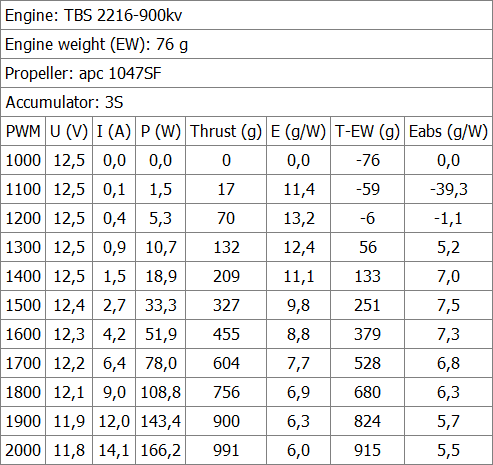 Engine: TBS 2216-900kv
Engine weight (EW): 76 g
Propeller: apc 1047SF
Accumulator: 3S
PWM U (V) I (A) P (W) Thrust (g) E (g/W) T-EW (g) Eabs (g/W)
1000 12,5 0,0 0,0 0 0,0 -76 0,0
1100 12,5 0,1 1,5 17 11,4 -59 -39,3
1200 12,5 0,4 5,3 70 13,2 -6 -1,1
1300 12,5 0,9 10,7 132 12,4 56 5,2
1400 12,5 1,5 18,9 209 11,1 133 7,0
1500 12,4 2,7 33,3 327 9,8 251 7,5
1600 12,3 4,2 51,9 455 8,8 379 7,3
1700 12,2 6,4 78,0 604 7,7 528 6,8
1800 12,1 9,0 108,8 756 6,9 680 6,3
1900 11,9 12,0 143,4 900 6,3 824 5,7
2000 11,8 14,1 166,2 991 6,0 915 5,5